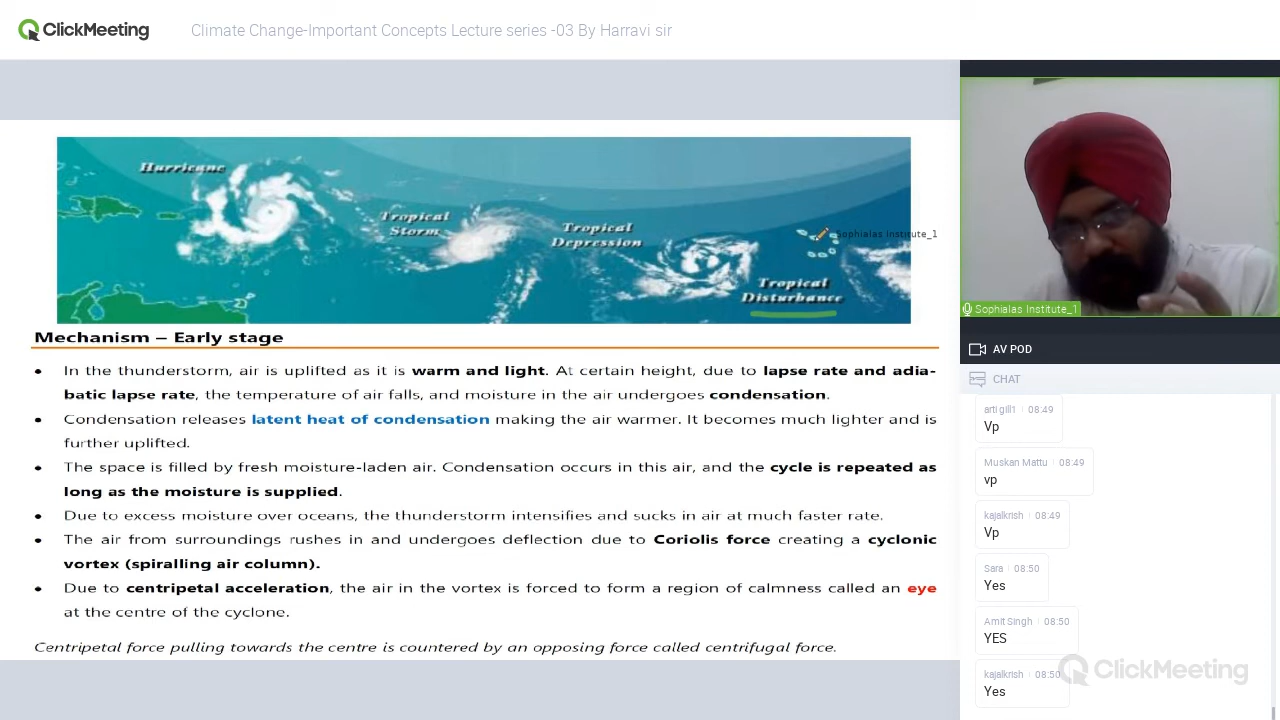 ClickMeeting
Climate Change-Important Concepts Lecture series -03 By Harravi sir
Hurricane
Tropical
Storm
Tropical
Depression
Sophialas Institute_1
Tropical
Disturbance
Mechanism – Early stage
• In the thunderstorm, air is uplifted as it is warm and light. At certain height, due to lapse rate and adia-
batic lapse rate, the temperature of air falls, and moisture in the air undergoes condensation.
• Condensation releases latent heat of condensation making the air warmer. It becomes much lighter and is
further uplifted.
• The space is filled by fresh moisture-laden air. Condensation occurs in this air, and the cycle is repeated as
long as the moisture is supplied.
• Due to excess moisture over oceans, the thunderstorm intensifies and sucks in air at much faster rate.
• The air from surroundings rushes in and undergoes deflection due to Coriolis force creating a cyclonic
vortex (spiralling air column).
• Due to centripetal acceleration, the air in the vortex is forced to form a region of calmness called an eye
at the centre of the cyclone.
Centripetal force pulling towards the centre is countered by an opposing force called centrifugal force.
Sophialas Institute_1
AV POD
CHAT
arti gill1 08:49
Vp
Muskan Mattu 08:49
vp
kajalkrish 08:49
Vp
Sara 08:50
Yes
Amit Singh 08:50
YES
kajalkrish 08:50
Yes
ClickMeeting